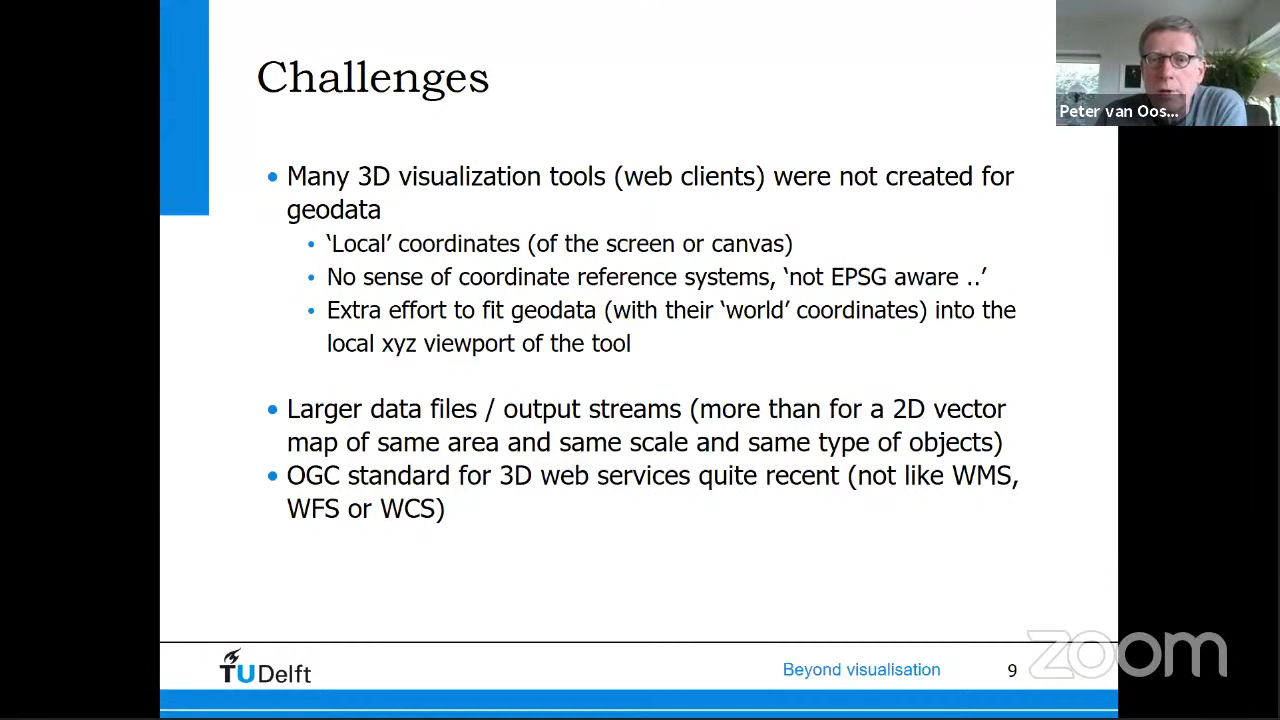 Challenges
Peter van Oos...
• Many 3D visualization tools (web clients) were not created for
geodata
• ‘Local’ coordinates (of the screen or canvas)
• No sense of coordinate reference systems, ‘not EPSG aware ..’
• Extra effort to fit geodata (with their ‘world’ coordinates) into the
local xyz viewport of the tool
• Larger data files / output streams (more than for a 2D vector
map of same area and same scale and same type of objects)
• OGC standard for 3D web services quite recent (not like WMS,
WFS or WCS)
TU Delft
Beyond visualisation
9
zoom